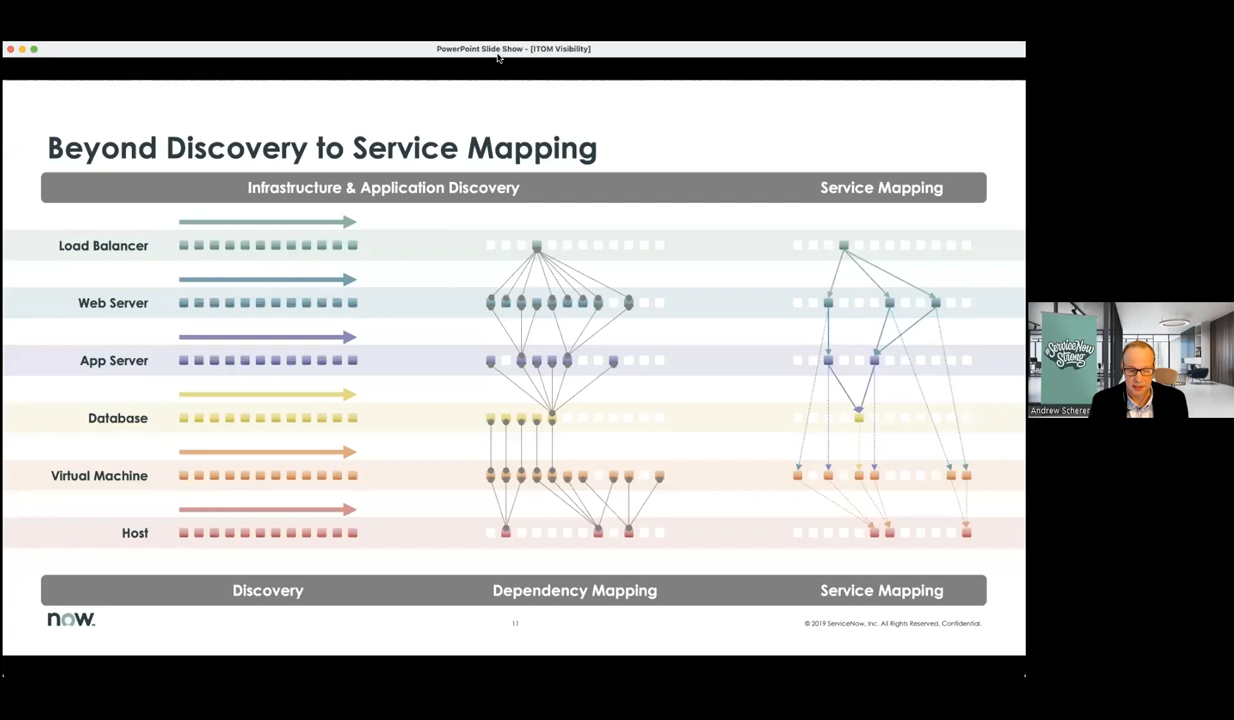 PowerPoint Slide Show - [ITOM Visibility]
Beyond Discovery to Service Mapping
Infrastructure & Application Discovery
Service Mapping
Load Balancer
Web Server
App Server
Database
Virtual Machine
Host
Discovery
Dependency Mapping
Service Mapping
now.
11
© 2019 ServiceNow, Inc. All Rights Reserved. Confidential.
#ServiceNow
Strong
Andrew Scherer